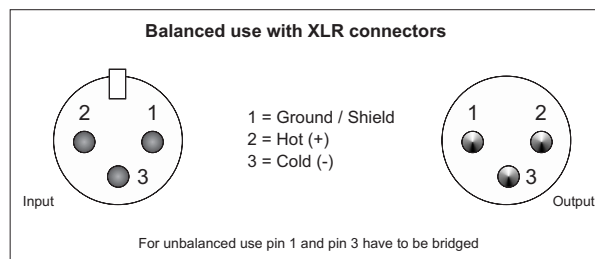 Balanced use with XLR connectors
2 1
3
Input
1 = Ground / Shield
2 = Hot (+)
3 = Cold (-)
1 2
3
Output
For unbalanced use pin 1 and pin 3 have to be bridged